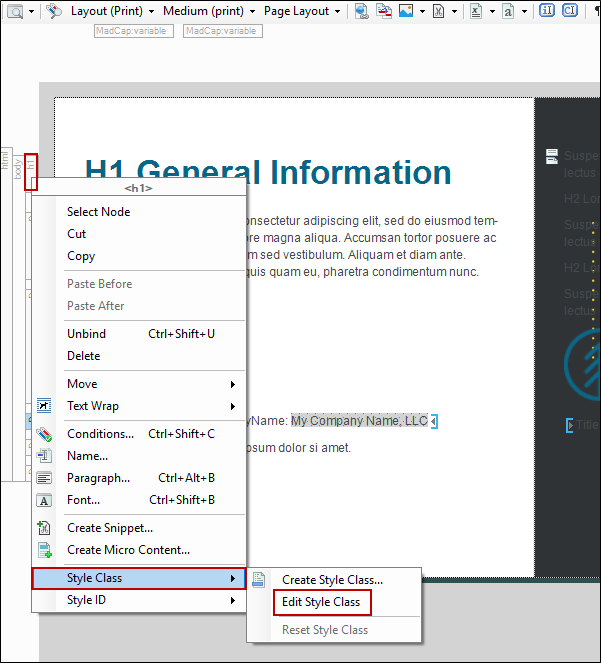 Layout (Print) Medium (print) Page Layout
MadCap:variable MadCap:variable
html
body
h1
H1 General Information
onsectetur adipiscing elit, sed do eiusmod tem-
ore magna aliqua. Accumsan tortor posuere ac
m sed vestibulum. Aliquam et diam ante.
quis quam eu, pharetra condimentum nunc.
yName: My Company Name, LLC
psum dolor si amet.
<h1>
Select Node
Cut
Copy
Paste Before
Paste After
Unbind Ctrl+Shift+U
Delete
Move
Text Wrap
Conditions... Ctrl+Shift+C
Name...
Paragraph... Ctrl+Alt+B
Font... Ctrl+Shift+B
Create Snippet...
Create Micro Content...
Style Class
Style ID
Create Style Class...
Edit Style Class
Reset Style Class
Suspe
lectus
H2 Lor
Suspe
lectus
H2 Lor
Suspe
lectus
Title